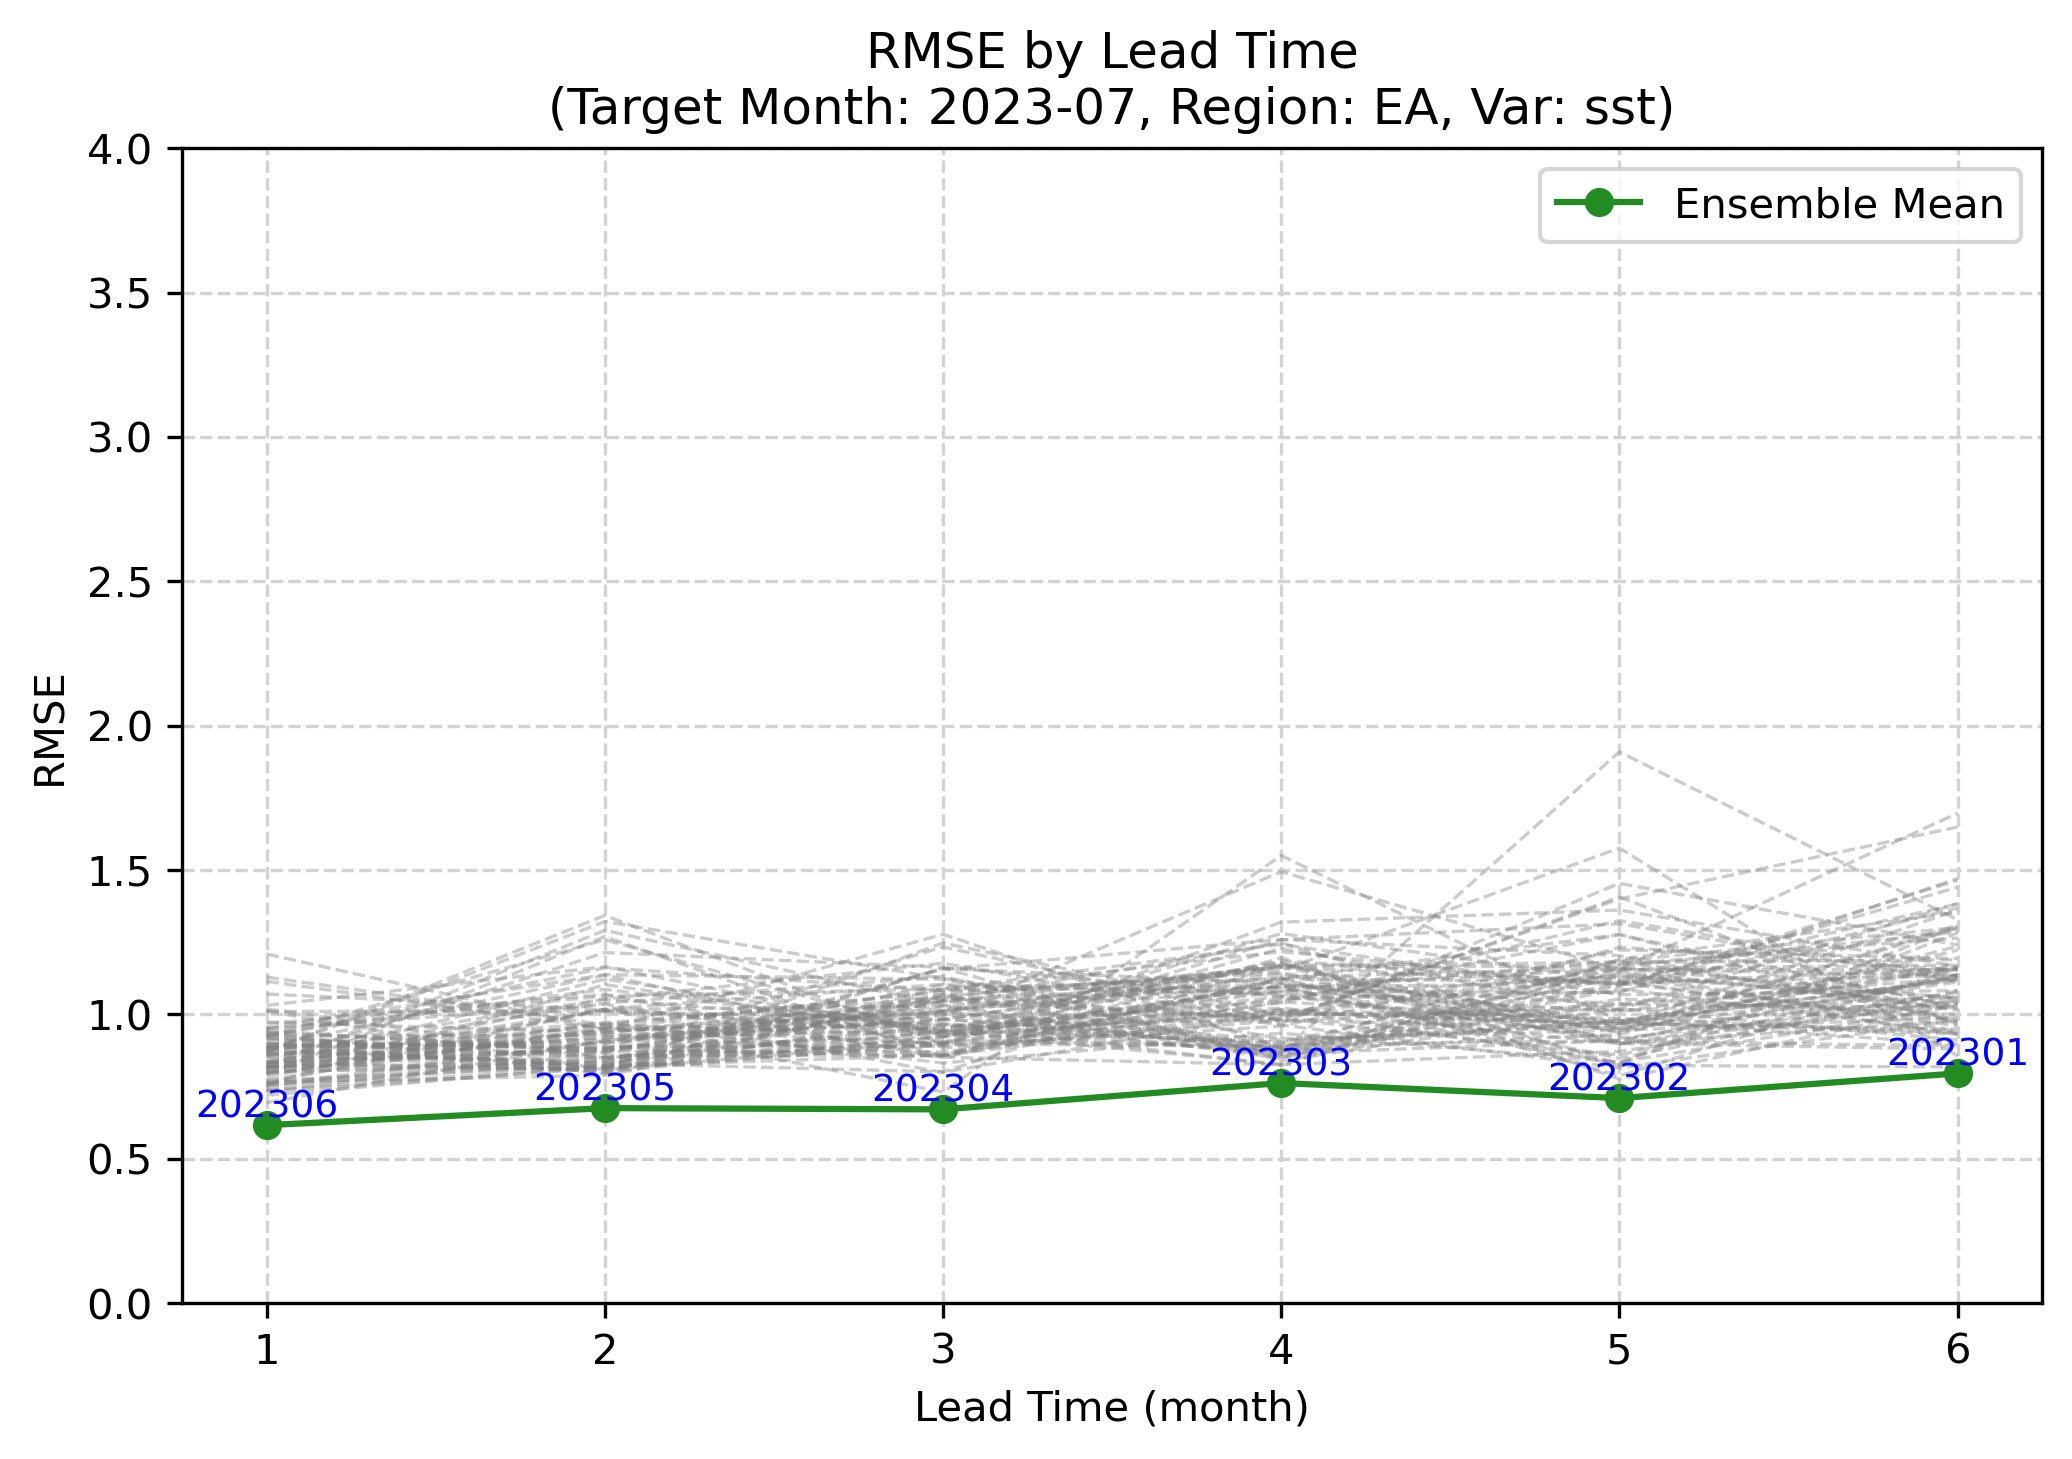 RMSE by Lead Time
(Target Month: 2023-07, Region: EA, Var: sst)
4.0
3.5
3.0
2.5
2.0
1.5
1.0
0.5
0.0
RMSE
Ensemble Mean
202306
202305
202304
202303
202302
202301
1 2 3 4 5 6
Lead Time (month)